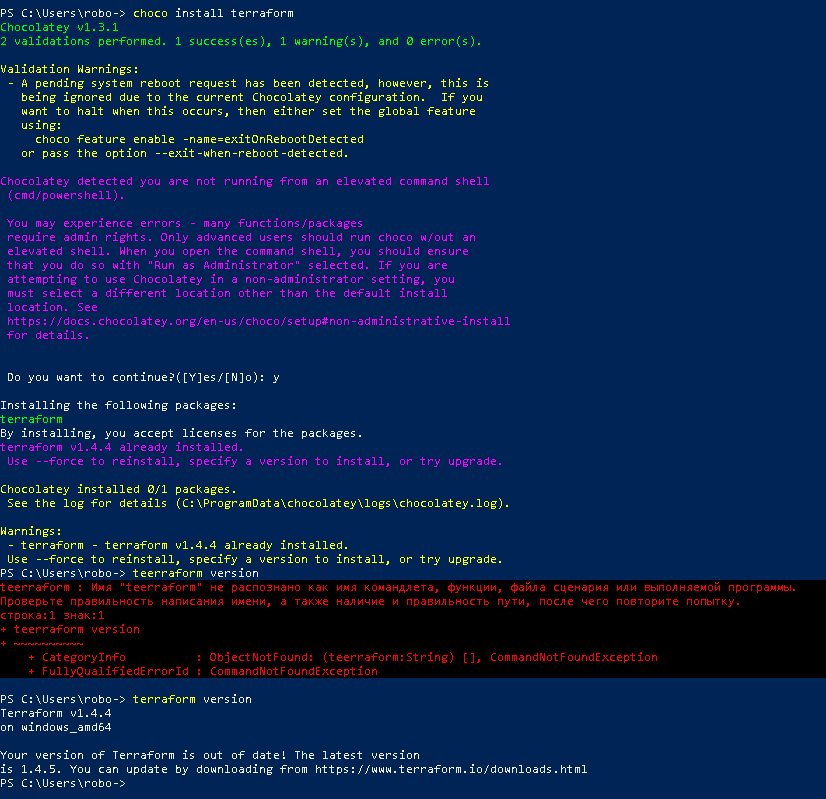 PS C:\Users\robo-> choco install terraform
Chocolatey v1.3.1
2 validations performed. 1 success(es), 1 warning(s), and 0 error(s).
Validation Warnings:
- A pending system reboot request has been detected, however, this is
being ignored due to the current Chocolatey configuration.  If you
want to halt when this occurs, then either set the global feature
using:
choco feature enable -name=exitOnRebootDetected
or pass the option --exit-when-reboot-detected.
Chocolatey detected you are not running from an elevated command shell
(cmd/powershell).
You may experience errors - many functions/packages
require admin rights. Only advanced users should run choco w/out an
elevated shell. When you open the command shell, you should ensure
that you do so with "Run as Administrator" selected. If you are
attempting to use Chocolatey in a non-administrator setting, you
must select a different location other than the default install
location. See
https://docs.chocolatey.org/en-us/choco/setup#non-administrative-install
for details.
Do you want to continue?([Y]es/[N]o): y
Installing the following packages:
terraform
By installing, you accept licenses for the packages.
terraform v1.4.4 already installed.
Use --force to reinstall, specify a version to install, or try upgrade.
Chocolatey installed 0/1 packages.
See the log for details (C:\ProgramData\chocolatey\logs\chocolatey.log).
Warnings:
- terraform - terraform v1.4.4 already installed.
Use --force to reinstall, specify a version to install, or try upgrade.
PS C:\Users\robo-> teerraform version
teerraform : Имя "teerraform" не распознано как имя командлета, функции, файла сценария или выполняемой программы.
Проверьте правильность написания имени, а также наличие и правильность пути, после чего повторите попытку.
строка:1 знак:1
+ teerraform version
+ ~~~~~~~~~~
+ CategoryInfo          : ObjectNotFound: (teerraform:String) [], CommandNotFoundException
+ FullyQualifiedErrorId : CommandNotFoundException
PS C:\Users\robo-> terraform version
Terraform v1.4.4
on windows_amd64
Your version of Terraform is out of date! The latest version
is 1.4.5. You can update by downloading from https://www.terraform.io/downloads.html
PS C:\Users\robo->